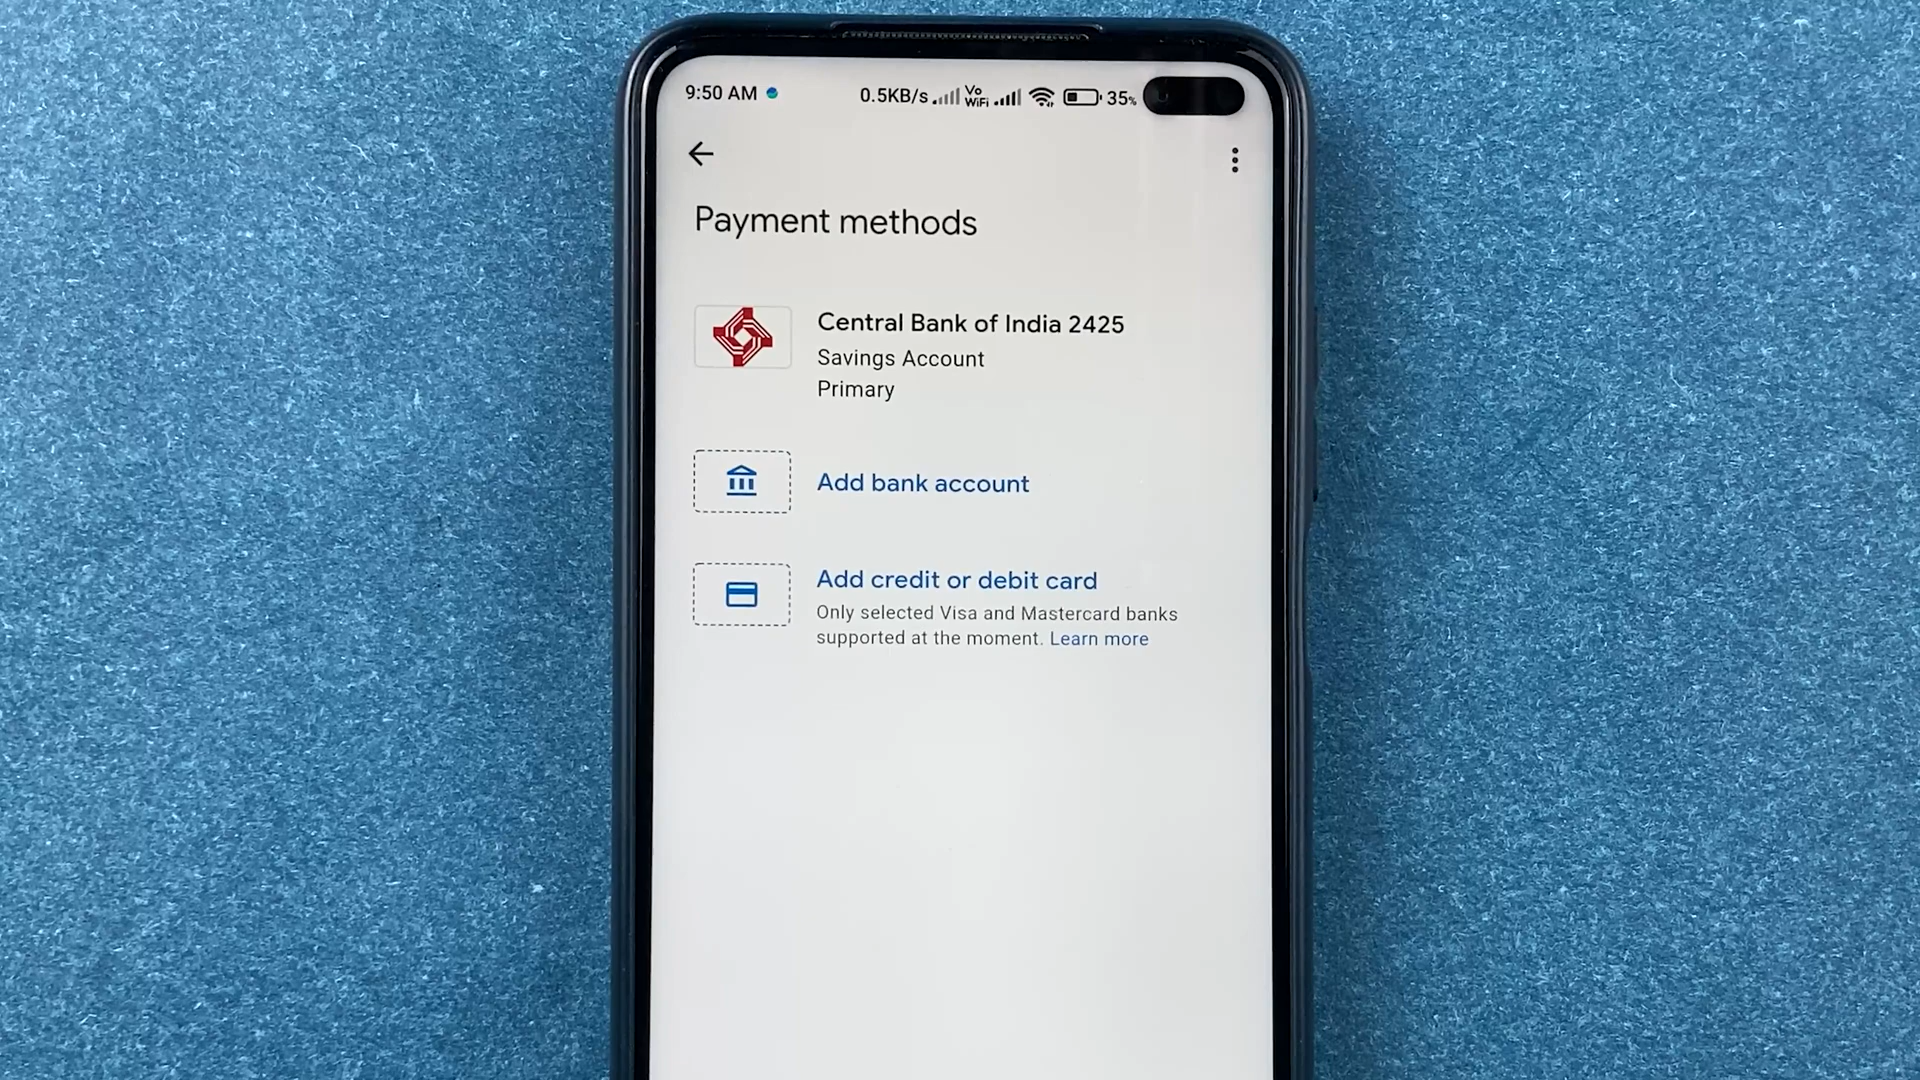 9:50 AM 0.5KB/s Vo WiFi 35%
Payment methods
Central Bank of India 2425
Savings Account
Primary
Add bank account
Add credit or debit card
Only selected Visa and Mastercard banks
supported at the moment. Learn more